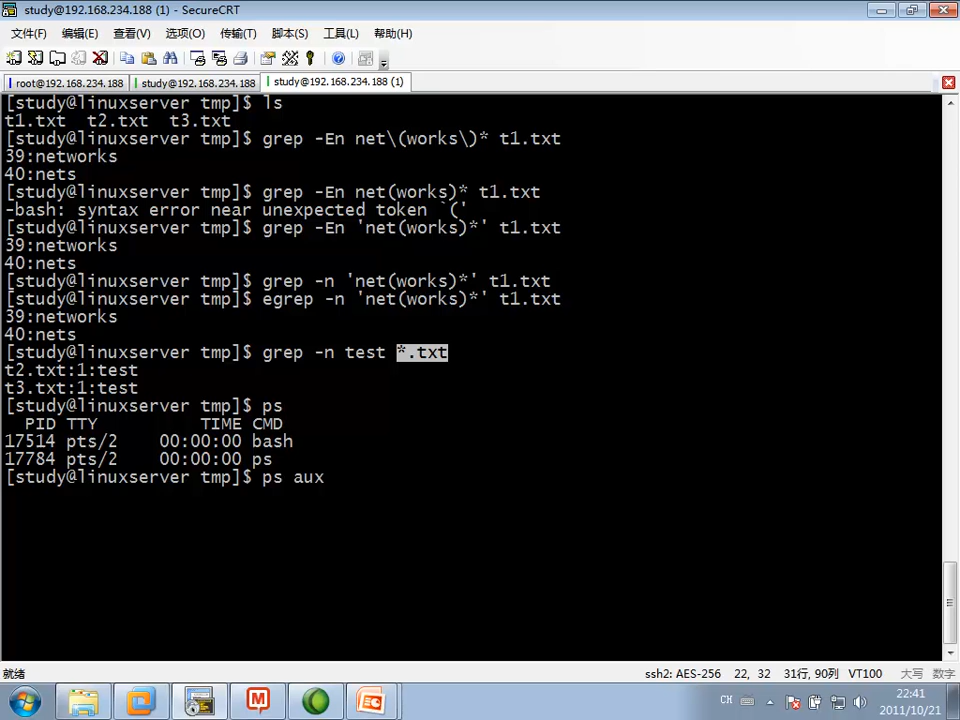 study@192.168.234.188 (1) - SecureCRT
文件(F) 编辑(E) 查看(V) 选项(O) 传输(T) 脚本(S) 工具(L) 帮助(H)
root@192.168.234.188 study@192.168.234.188 study@192.168.234.188 (1)
[study@linuxserver tmp]$ ls
t1.txt  t2.txt  t3.txt
[study@linuxserver tmp]$ grep -En net\(works\)* t1.txt
39:networks
40:nets
[study@linuxserver tmp]$ grep -En net(works)* t1.txt
-bash: syntax error near unexpected token `('
[study@linuxserver tmp]$ grep -En 'net(works)*' t1.txt
39:networks
40:nets
[study@linuxserver tmp]$ grep -n 'net(works)*' t1.txt
[study@linuxserver tmp]$ egrep -n 'net(works)*' t1.txt
39:networks
40:nets
[study@linuxserver tmp]$ grep -n test *.txt
t2.txt:1:test
t3.txt:1:test
[study@linuxserver tmp]$ ps
  PID TTY          TIME CMD
17514 pts/2    00:00:00 bash
17784 pts/2    00:00:00 ps
[study@linuxserver tmp]$ ps aux
就绪 ssh2: AES-256 22, 32 31行, 90列 VT100 大写 数字
CH 22:41
2011/10/21